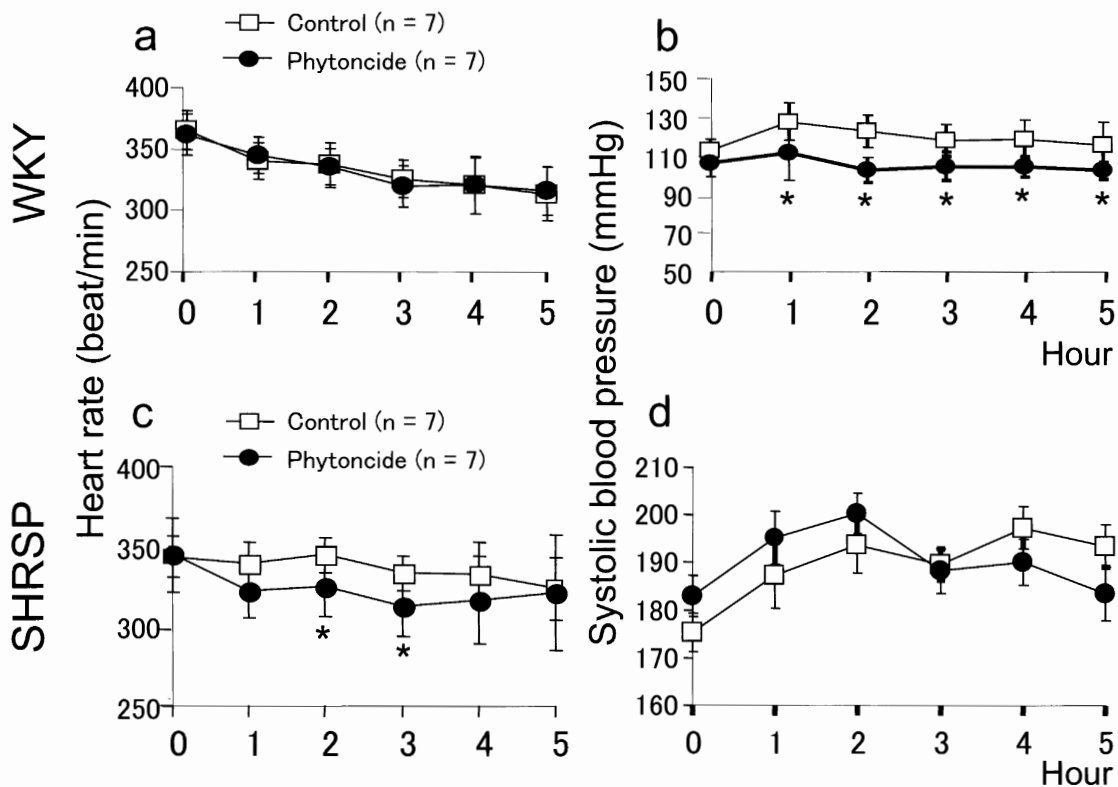 a
Control (n = 7)
Phytoncide (n = 7)
400
350
300
250
0 1 2 3 4 5
b
150
130
110
90
70
50
* * * * *
0 1 2 3 4 5
Hour
WKY
Heart rate (beat/min)
Systolic blood pressure (mmHg)
c
Control (n = 7)
Phytoncide (n = 7)
400
350
300
250
* *
0 1 2 3 4 5
d
210
200
190
180
170
160
0 1 2 3 4 5
Hour
SHRSP